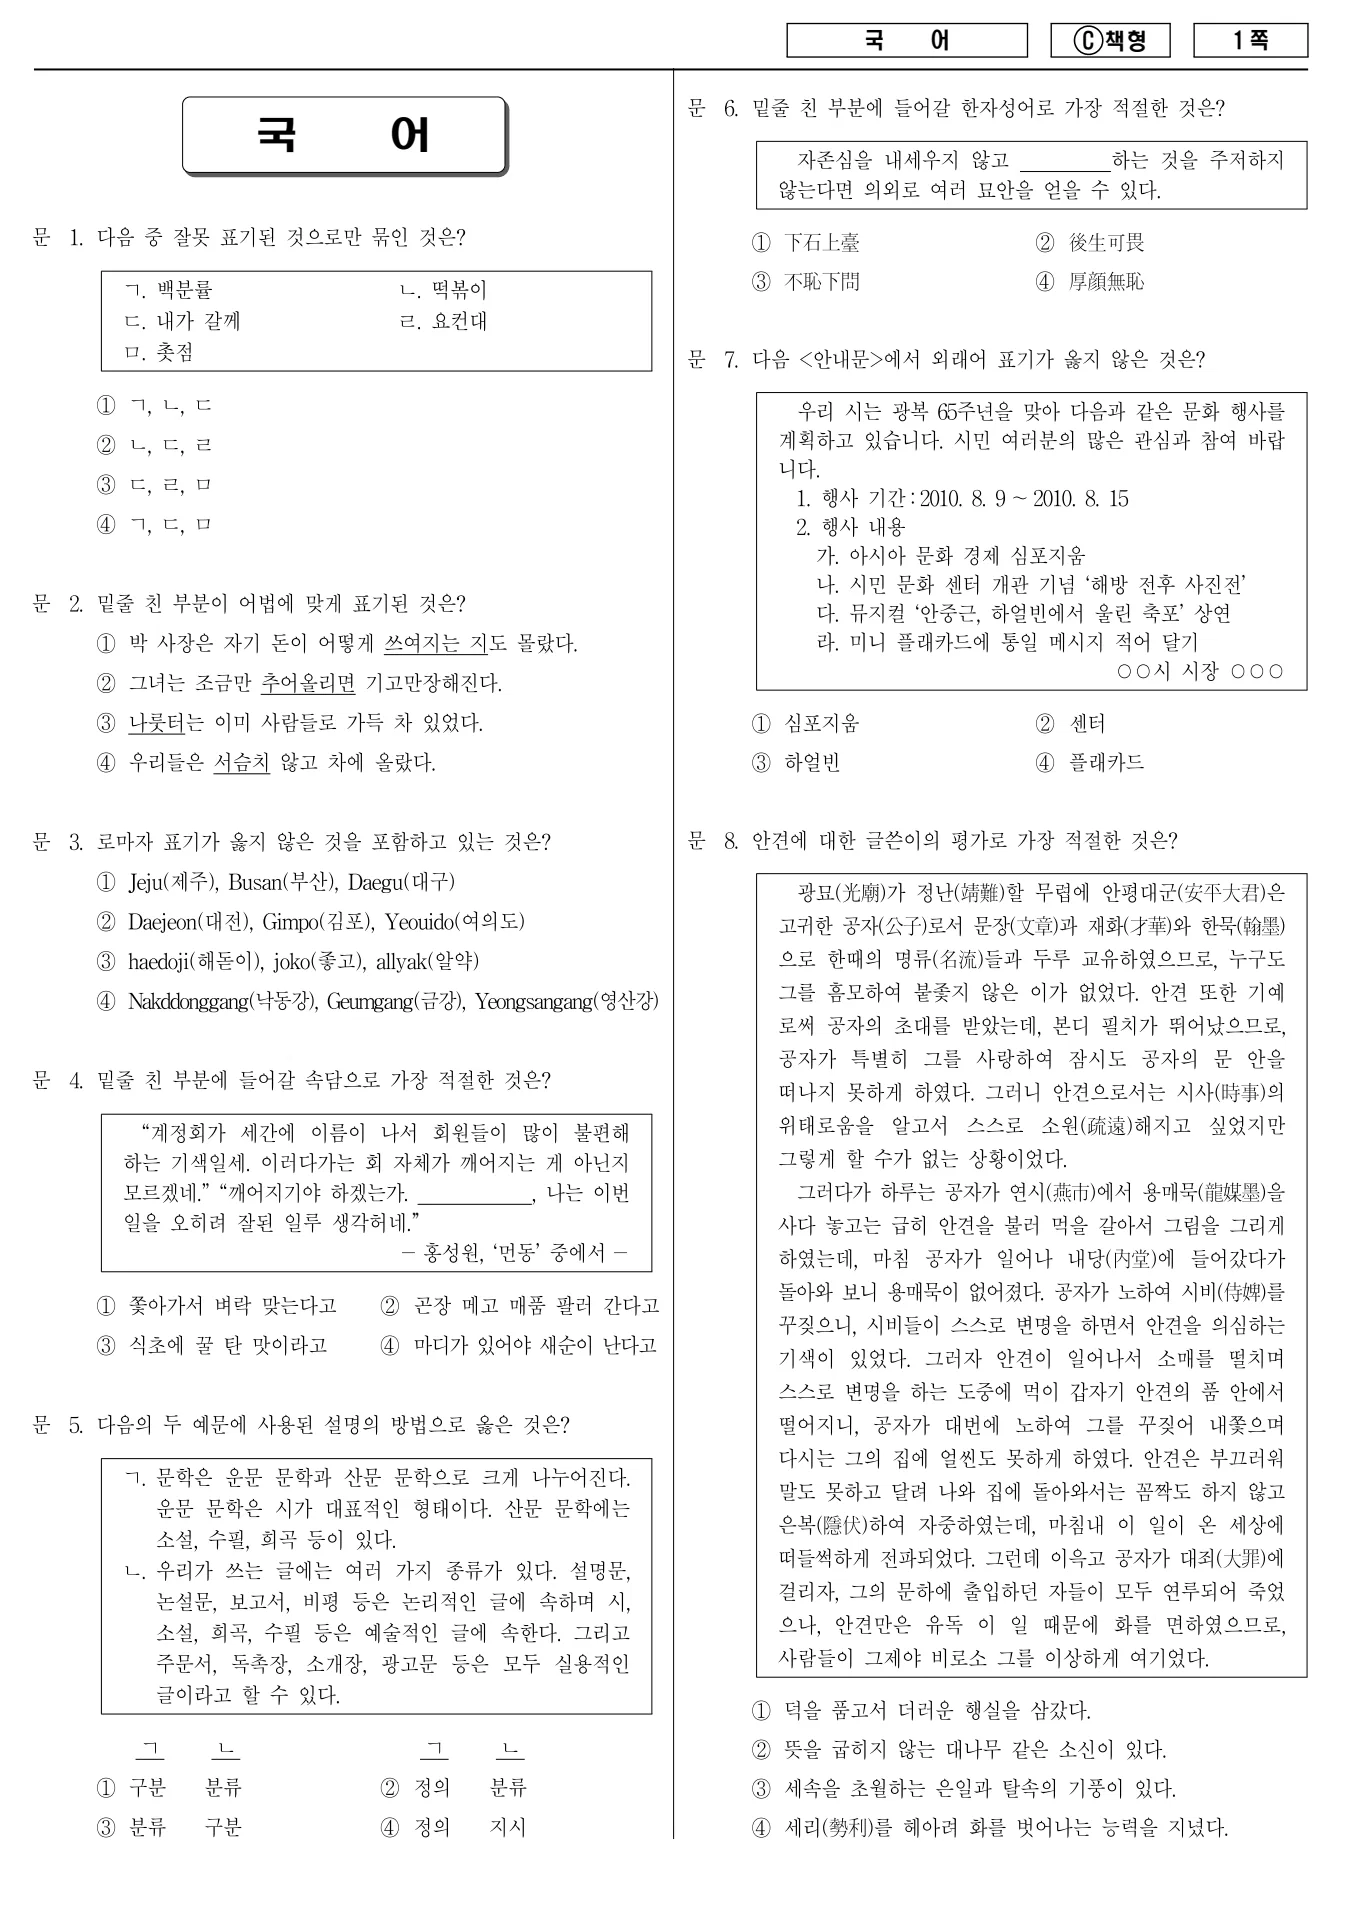 국 어
Ⓒ책형
1 쪽
국 어
문 1. 다음 중 잘못 표기된 것으로만 묶인 것은?
ㄱ. 백분률 ㄴ. 떡볶이
ㄷ. 내가 갈께 ㄹ. 요컨대
ㅁ. 촛점
① ㄱ, ㄴ, ㄷ
② ㄴ, ㄷ, ㄹ
③ ㄷ, ㄹ, ㅁ
④ ㄱ, ㄷ, ㅁ
문 2. 밑줄 친 부분이 어법에 맞게 표기된 것은?
① 박 사장은 자기 돈이 어떻게 쓰여지는 지도 몰랐다.
② 그녀는 조금만 추어올리면 기고만장해진다.
③ 나룻터는 이미 사람들로 가득 차 있었다.
④ 우리들은 서슴치 않고 차에 올랐다.
문 3. 로마자 표기가 옳지 않은 것을 포함하고 있는 것은?
① Jeju(제주), Busan(부산), Daegu(대구)
② Daejeon(대전), Gimpo(김포), Yeouido(여의도)
③ haedoji(해돋이), joko(좋고), allyak(알약)
④ Nakddonggang(낙동강), Geumgang(금강), Yeongsangang(영산강)
문 4. 밑줄 친 부분에 들어갈 속담으로 가장 적절한 것은?
“계정회가 세간에 이름이 나서 회원들이 많이 불편해
하는 기색일세. 이러다가는 회 자체가 깨어지는 게 아닌지
모르겠네.” “깨어지기야 하겠는가. ___________, 나는 이번
일을 오히려 잘된 일루 생각허네.”
– 홍성원, ‘먼동’ 중에서 –
① 쫓아가서 벼락 맞는다고 ② 곤장 메고 매품 팔러 간다고
③ 식초에 꿀 탄 맛이라고 ④ 마디가 있어야 새순이 난다고
문 5. 다음의 두 예문에 사용된 설명의 방법으로 옳은 것은?
ㄱ. 문학은 운문 문학과 산문 문학으로 크게 나누어진다.
운문 문학은 시가 대표적인 형태이다. 산문 문학에는
소설, 수필, 희곡 등이 있다.
ㄴ. 우리가 쓰는 글에는 여러 가지 종류가 있다. 설명문,
논설문, 보고서, 비평 등은 논리적인 글에 속하며 시,
소설, 희곡, 수필 등은 예술적인 글에 속한다. 그리고
주문서, 독촉장, 소개장, 광고문 등은 모두 실용적인
글이라고 할 수 있다.
ㄱ ㄴ ㄱ ㄴ
① 구분 분류 ② 정의 분류
③ 분류 구분 ④ 정의 지시
문 6. 밑줄 친 부분에 들어갈 한자성어로 가장 적절한 것은?
자존심을 내세우지 않고 _________하는 것을 주저하지
않는다면 의외로 여러 묘안을 얻을 수 있다.
① 下石上臺 ② 後生可畏
③ 不恥下問 ④ 厚顔無恥
문 7. 다음 <안내문>에서 외래어 표기가 옳지 않은 것은?
우리 시는 광복 65주년을 맞아 다음과 같은 문화 행사를
계획하고 있습니다. 시민 여러분의 많은 관심과 참여 바랍
니다.
1. 행사 기간 : 2010. 8. 9 ~ 2010. 8. 15
2. 행사 내용
가. 아시아 문화 경제 심포지움
나. 시민 문화 센터 개관 기념 ‘해방 전후 사진전’
다. 뮤지컬 ‘안중근, 하얼빈에서 울린 축포’ 상연
라. 미니 플래카드에 통일 메시지 적어 달기
○○시 시장 ○○○
① 심포지움 ② 센터
③ 하얼빈 ④ 플래카드
문 8. 안견에 대한 글쓴이의 평가로 가장 적절한 것은?
광묘(光廟)가 정난(靖難)할 무렵에 안평대군(安平大君)은
고귀한 공자(公子)로서 문장(文章)과 재화(才華)와 한묵(翰墨)
으로 한때의 명류(名流)들과 두루 교유하였으므로, 누구도
그를 흠모하여 붙좇지 않은 이가 없었다. 안견 또한 기예
로써 공자의 초대를 받았는데, 본디 필치가 뛰어났으므로,
공자가 특별히 그를 사랑하여 잠시도 공자의 문 안을
떠나지 못하게 하였다. 그러니 안견으로서는 시사(時事)의
위태로움을 알고서 스스로 소원(疏遠)해지고 싶었지만
그렇게 할 수가 없는 상황이었다.
그러다가 하루는 공자가 연시(燕市)에서 용매묵(龍媒墨)을
사다 놓고는 급히 안견을 불러 먹을 갈아서 그림을 그리게
하였는데, 마침 공자가 일어나 내당(內堂)에 들어갔다가
돌아와 보니 용매묵이 없어졌다. 공자가 노하여 시비(侍婢)를
꾸짖으니, 시비들이 스스로 변명을 하면서 안견을 의심하는
기색이 있었다. 그러자 안견이 일어나서 소매를 떨치며
스스로 변명을 하는 도중에 먹이 갑자기 안견의 품 안에서
떨어지니, 공자가 대번에 노하여 그를 꾸짖어 내쫓으며
다시는 그의 집에 얼씬도 못하게 하였다. 안견은 부끄러워
말도 못하고 달려 나와 집에 돌아와서는 꼼짝도 하지 않고
은복(隱伏)하여 자중하였는데, 마침내 이 일이 온 세상에
떠들썩하게 전파되었다. 그런데 이윽고 공자가 대죄(大罪)에
걸리자, 그의 문하에 출입하던 자들이 모두 연루되어 죽었
으나, 안견만은 유독 이 일 때문에 화를 면하였으므로,
사람들이 그제야 비로소 그를 이상하게 여기었다.
① 덕을 품고서 더러운 행실을 삼갔다.
② 뜻을 굽히지 않는 대나무 같은 소신이 있다.
③ 세속을 초월하는 은일과 탈속의 기풍이 있다.
④ 세리(勢利)를 헤아려 화를 벗어나는 능력을 지녔다.